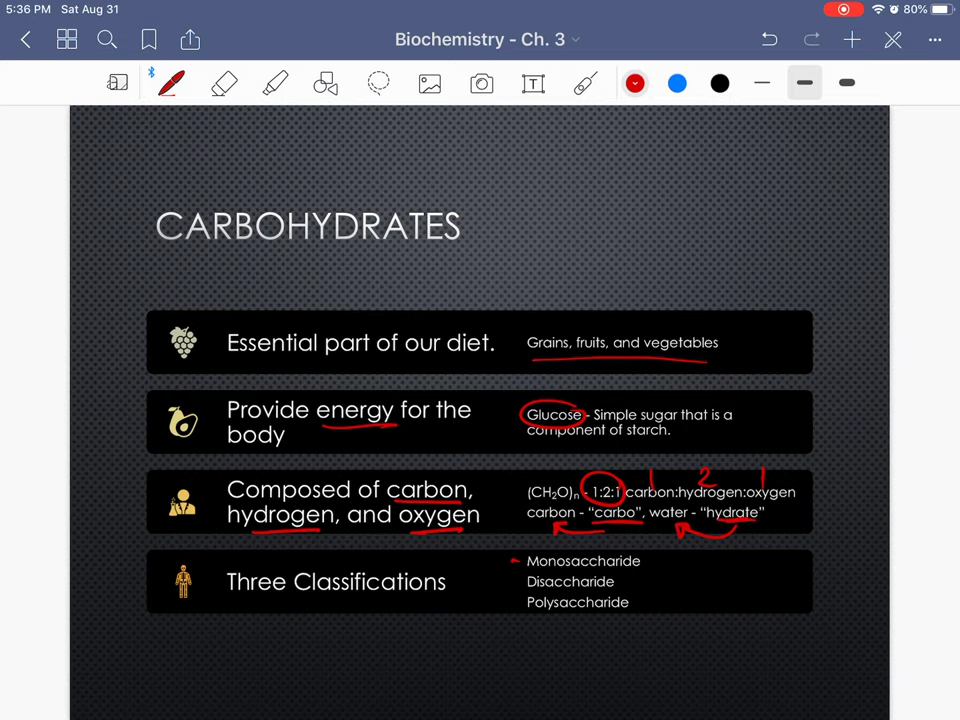 5:36 PM Sat Aug 31
80%
Biochemistry - Ch. 3
T
CARBOHYDRATES
Essential part of our diet.
Grains, fruits, and vegetables
Provide energy for the
body
Glucose - Simple sugar that is a
component of starch.
1 2 1
Composed of carbon,
hydrogen, and oxygen
(CH₂O)ₙ - 1:2:1 carbon:hydrogen:oxygen
carbon - “carbo”, water - “hydrate”
Three Classifications
Monosaccharide
Disaccharide
Polysaccharide